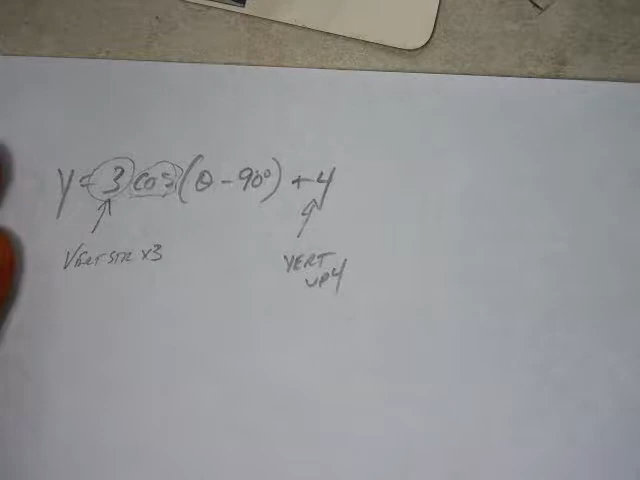 y = 3 cos (θ - 90°) + 4
VERT STR x3
VERT
UP 4